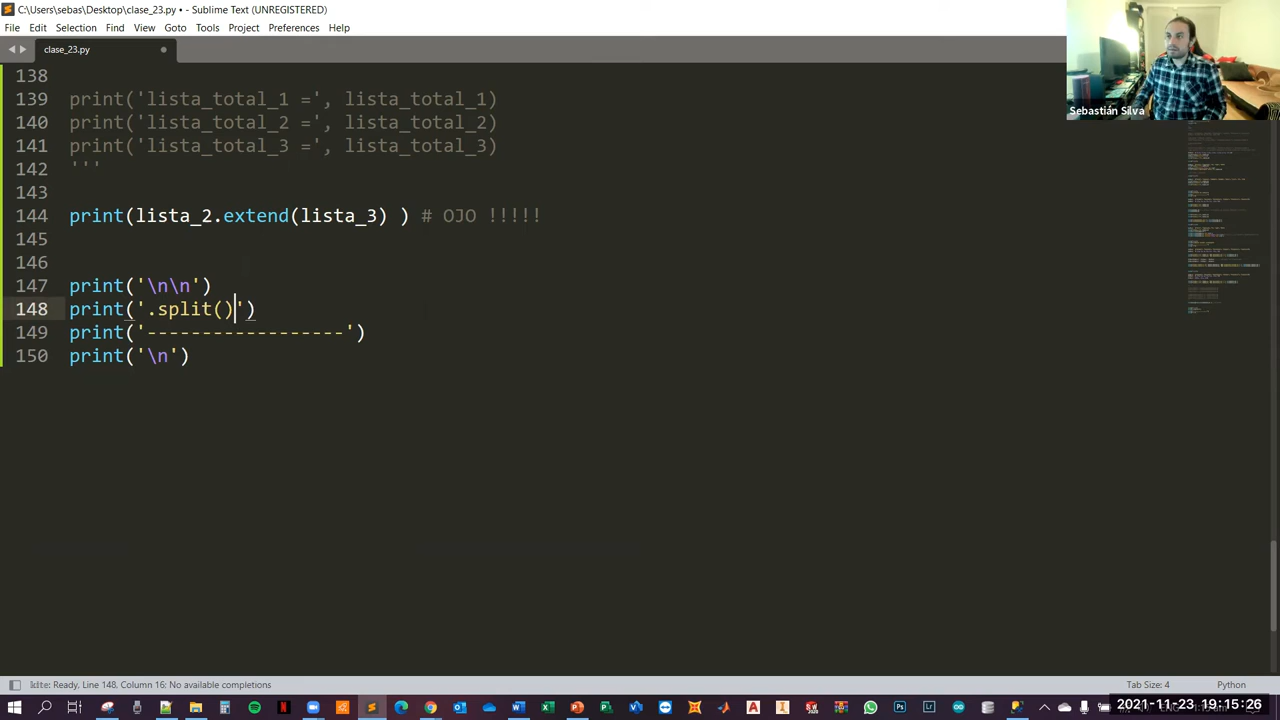 C:\Users\sebas\Desktop\clase_23.py • - Sublime Text (UNREGISTERED)
File Edit Selection Find View Goto Tools Project Preferences Help
clase_23.py
Sebastián Silva
138
139 print('lista_total_1 =', lista_total_1)
140 print('lista_total_2 =', lista_total_2)
141 print('lista_total_3 =', lista_total_3)
142 '''
143
144 print(lista_2.extend(lista_3) ) # OJO !!!!!
145
146
147 print('\n\n')
148 print('.split()')
149 print('------------------')
150 print('\n')
Ready, Line 148, Column 16: No available completions
Tab Size: 4
Python
2021-11-23 19:15:26